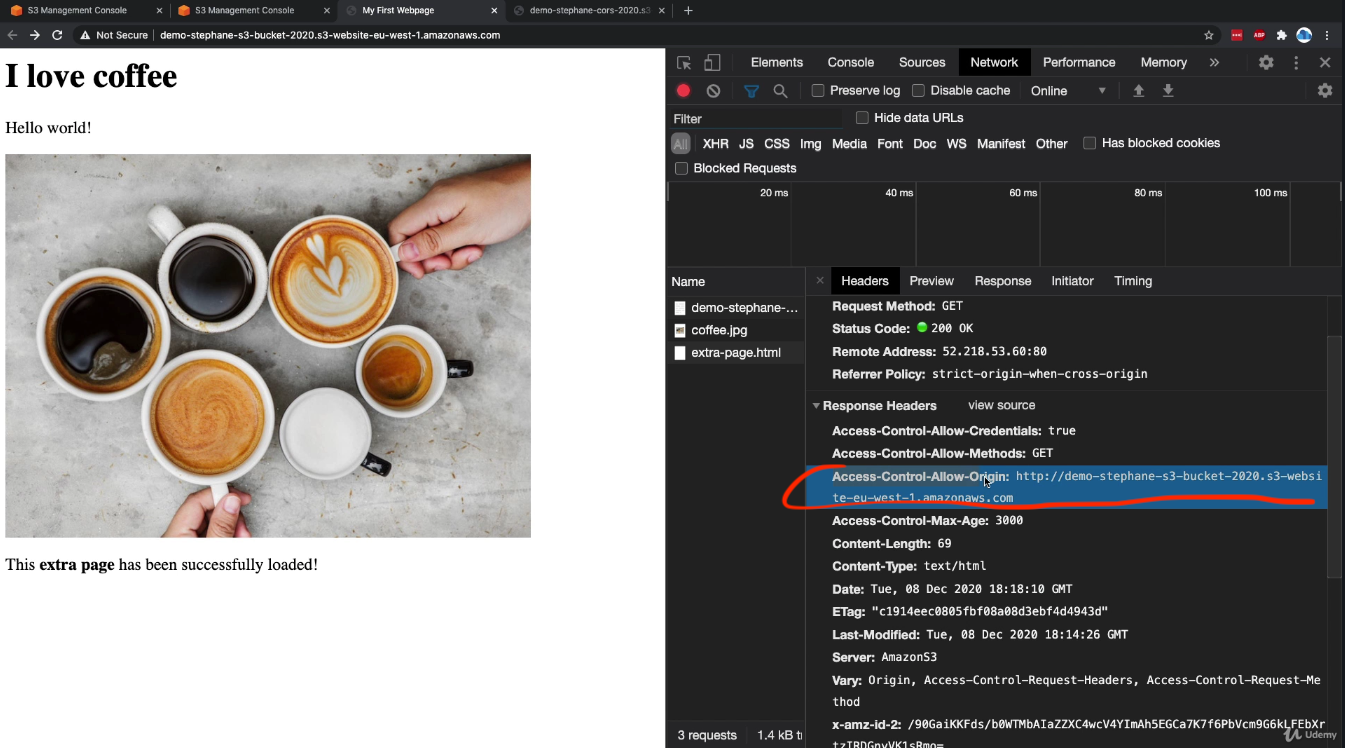 S3 Management Console
S3 Management Console
My First Webpage
demo-stephane-cors-2020.s3
Not Secure
demo-stephane-s3-bucket-2020.s3-website-eu-west-1.amazonaws.com
ABP
I love coffee
Hello world!
This extra page has been successfully loaded!
Elements Console Sources Network Performance Memory
Preserve log Disable cache Online
Filter Hide data URLs
All XHR JS CSS Img Media Font Doc WS Manifest Other Has blocked cookies
Blocked Requests
20 ms 40 ms 60 ms 80 ms 100 ms
Name
demo-stephane-...
coffee.jpg
extra-page.html
3 requests 1.4 kB
Headers Preview Response Initiator Timing
Request Method: GET
Status Code: 200 OK
Remote Address: 52.218.53.60:80
Referrer Policy: strict-origin-when-cross-origin
Response Headers view source
Access-Control-Allow-Credentials: true
Access-Control-Allow-Methods: GET
Access-Control-Allow-Origin: http://demo-stephane-s3-bucket-2020.s3-websi
te-eu-west-1.amazonaws.com
Access-Control-Max-Age: 3000
Content-Length: 69
Content-Type: text/html
Date: Tue, 08 Dec 2020 18:18:10 GMT
ETag: "c1914eec0805fbf08a08d3ebf4d4943d"
Last-Modified: Tue, 08 Dec 2020 18:14:26 GMT
Server: AmazonS3
Vary: Origin, Access-Control-Request-Headers, Access-Control-Request-Me
thod
x-amz-id-2: /90GaiKKFds/b0WTMbAIaZZXC4wcV4YImAh5EGCa7K7f6PbVcm9G6kLFEbXr
Udemy